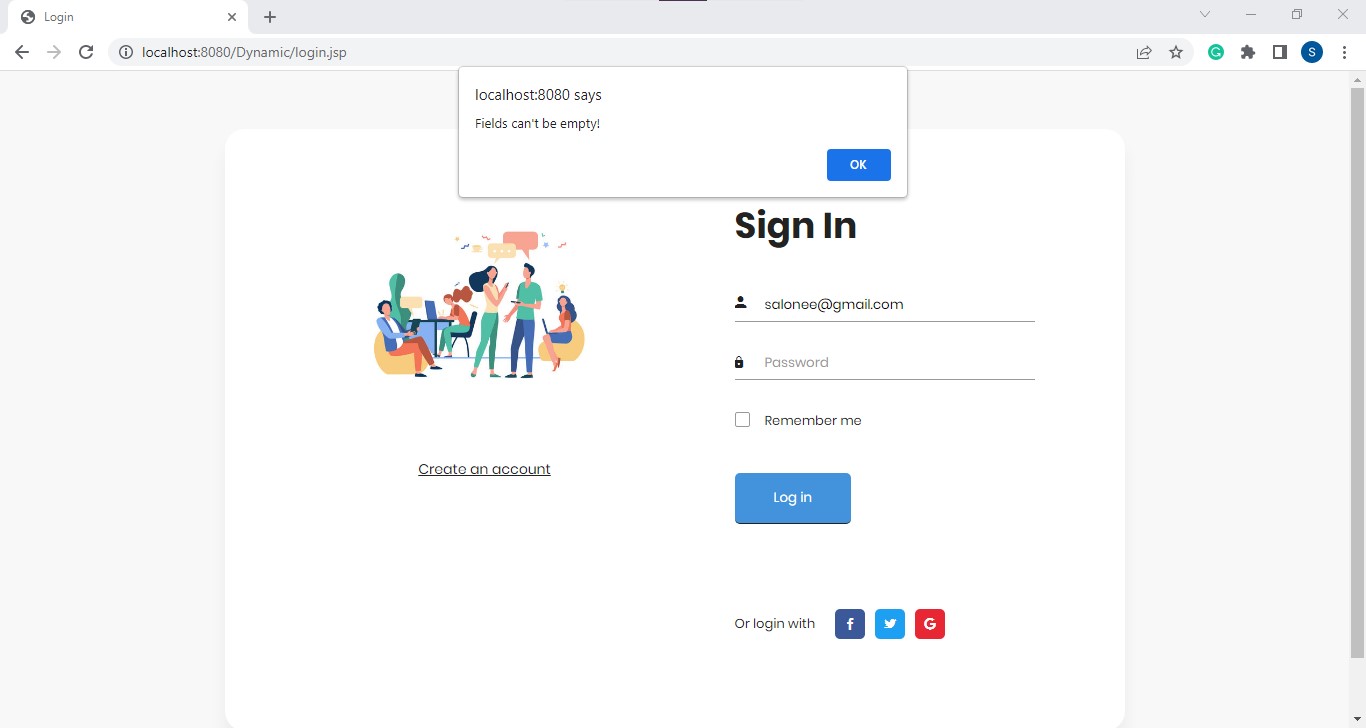 Login
localhost:8080/Dynamic/login.jsp
S
localhost:8080 says
Fields can't be empty!
OK
Sign In
salonee@gmail.com
Password
Remember me
Create an account
Log in
Or login with